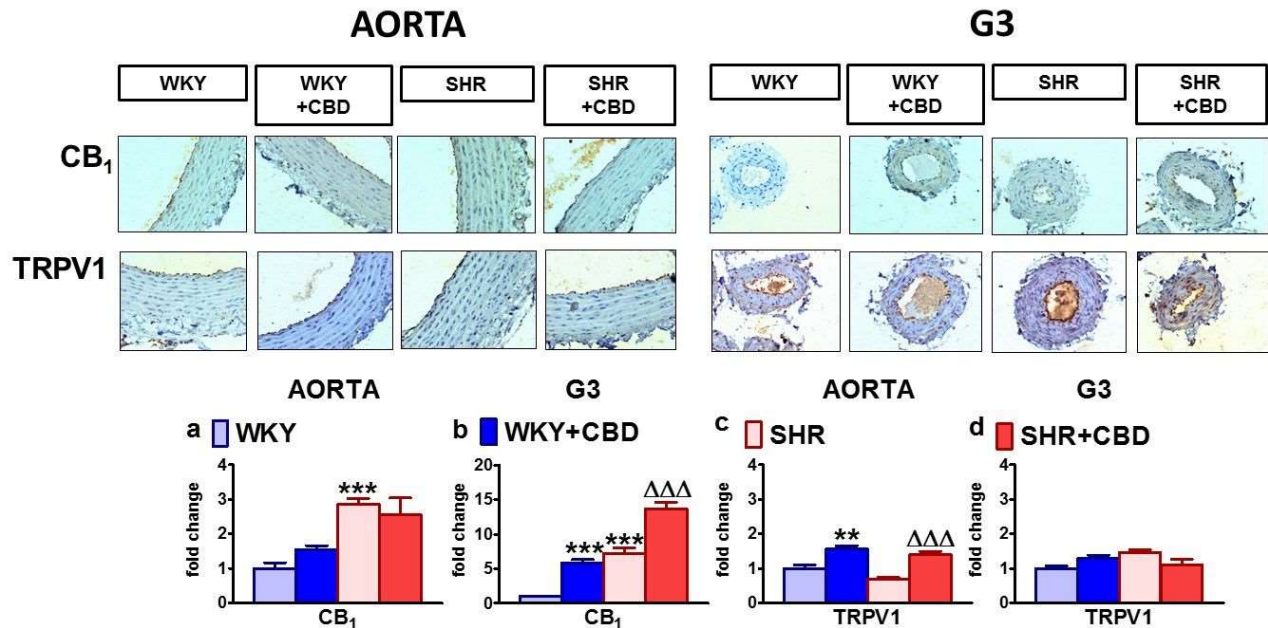 AORTA G3
WKY WKY SHR SHR WKY WKY SHR SHR
+CBD +CBD +CBD +CBD
CB₁
TRPV1
AORTA G3 AORTA G3
a WKY b WKY+CBD c SHR d SHR+CBD
fold change
4
3
2
1
0
***
CB₁
fold change
20
15
10
5
0
***
***
ΔΔΔ
CB₁
fold change
4
3
2
1
0
**
ΔΔΔ
TRPV1
fold change
4
3
2
1
0
TRPV1